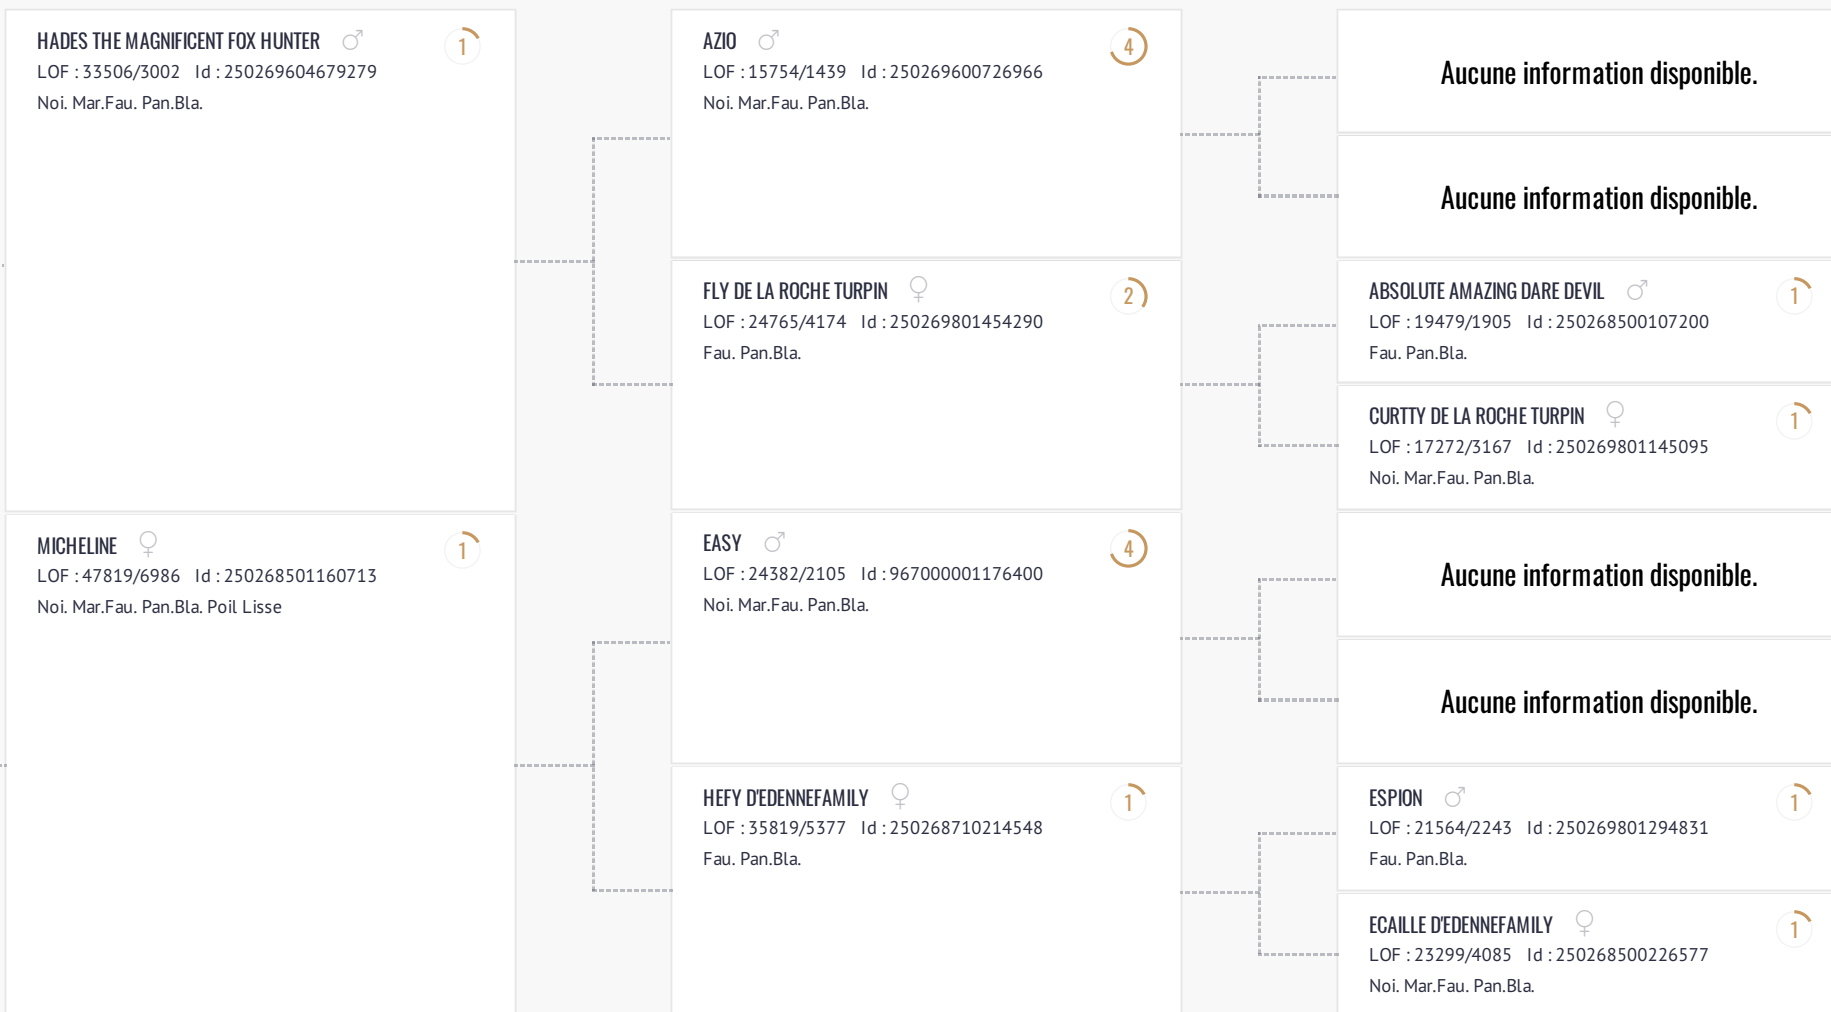 HADES THE MAGNIFICENT FOX HUNTER 1
LOF : 33506/3002 Id : 250269604679279
Noi. Mar.Fau. Pan.Bla.
MICHELINE 1
LOF : 47819/6986 Id : 250268501160713
Noi. Mar.Fau. Pan.Bla. Poil Lisse
AZIO 4
LOF : 15754/1439 Id : 250269600726966
Noi. Mar.Fau. Pan.Bla.
FLY DE LA ROCHE TURPIN 2
LOF : 24765/4174 Id : 250269801454290
Fau. Pan.Bla.
EASY 4
LOF : 24382/2105 Id : 967000001176400
Noi. Mar.Fau. Pan.Bla.
HEFY D'EDENNEFAMILY 1
LOF : 35819/5377 Id : 250268710214548
Fau. Pan.Bla.
Aucune information disponible.
Aucune information disponible.
ABSOLUTE AMAZING DARE DEVIL 1
LOF : 19479/1905 Id : 250268500107200
Fau. Pan.Bla.
CURTTY DE LA ROCHE TURPIN 1
LOF : 17272/3167 Id : 250269801145095
Noi. Mar.Fau. Pan.Bla.
Aucune information disponible.
Aucune information disponible.
ESPION 1
LOF : 21564/2243 Id : 250269801294831
Fau. Pan.Bla.
ECAILLE D'EDENNEFAMILY 1
LOF : 23299/4085 Id : 250268500226577
Noi. Mar.Fau. Pan.Bla.